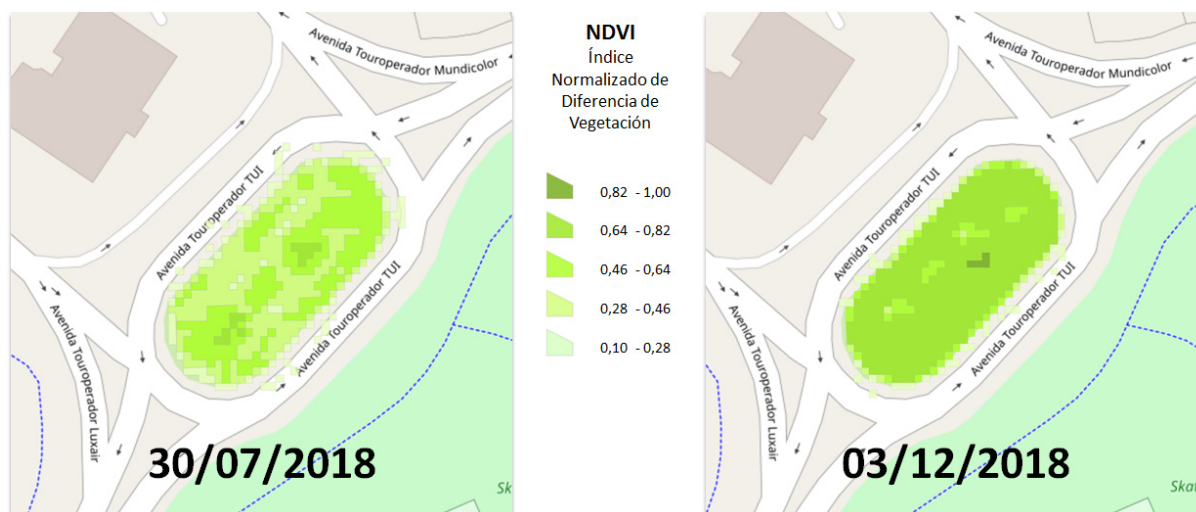 Avenida Touroperador Mundicolor
Avenida Touroperador TUI
Avenida Touroperador TUI
Avenida Touroperador Luxair
30/07/2018
Sk
NDVI
Índice
Normalizado de
Diferencia de
Vegetación
0,82 - 1,00
0,64 - 0,82
0,46 - 0,64
0,28 - 0,46
0,10 - 0,28
Avenida Touroperador Mundicolor
Avenida Touroperador TUI
Avenida Touroperador TUI
Avenida Touroperador Luxair
03/12/2018
Skat